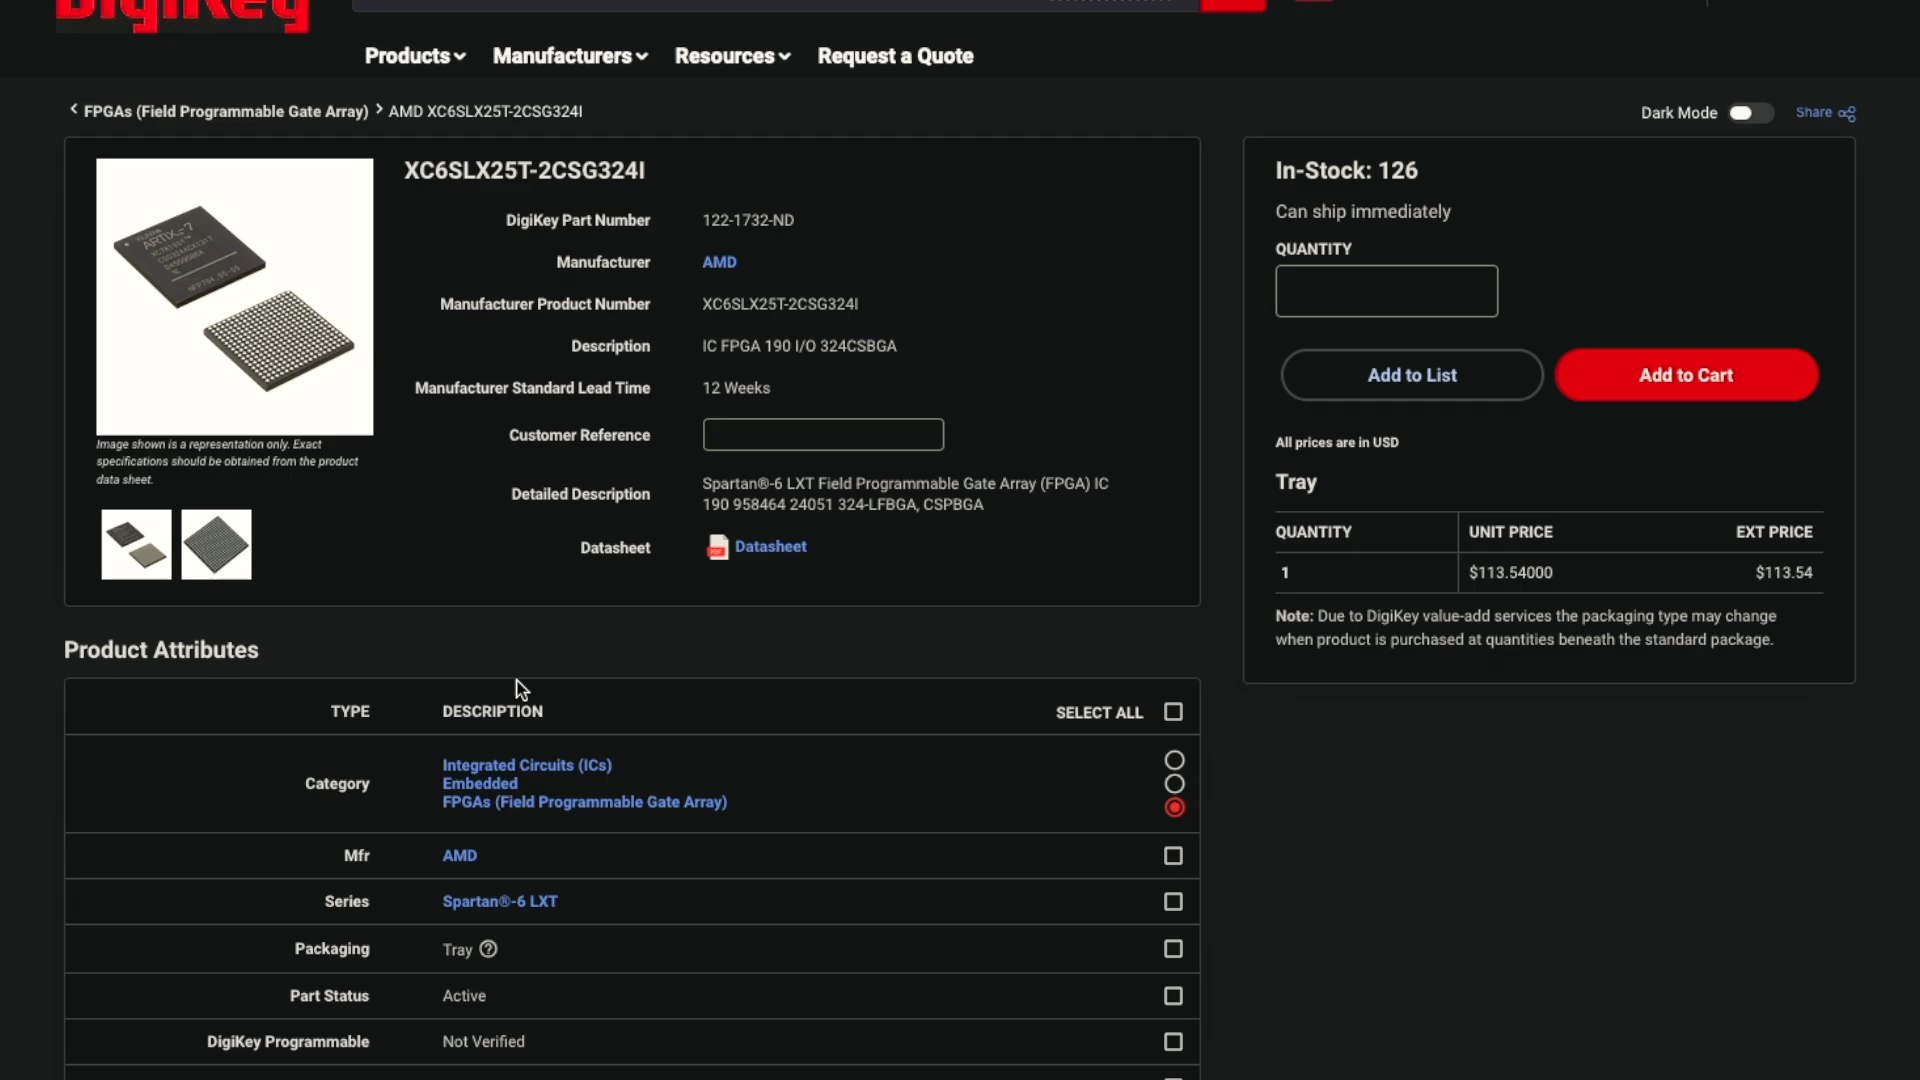 DigiKey
Products
Manufacturers
Resources
Request a Quote
FPGAs (Field Programmable Gate Array)
AMD XC6SLX25T-2CSG324I
Dark Mode
Share
ARTIX-7
XC6SLX25T-2CSG324I
DigiKey Part Number
122-1732-ND
Manufacturer
AMD
Manufacturer Product Number
XC6SLX25T-2CSG324I
Description
IC FPGA 190 I/O 324CSBGA
Manufacturer Standard Lead Time
12 Weeks
Customer Reference
Detailed Description
Spartan®-6 LXT Field Programmable Gate Array (FPGA) IC
190 958464 24051 324-LFBGA, CSPBGA
Datasheet
Datasheet
Image shown is a representation only. Exact
specifications should be obtained from the product
data sheet.
In-Stock: 126
Can ship immediately
QUANTITY
Add to List
Add to Cart
All prices are in USD
Tray
QUANTITY
UNIT PRICE
EXT PRICE
1
$113.54000
$113.54
Note: Due to DigiKey value-add services the packaging type may change
when product is purchased at quantities beneath the standard package.
Product Attributes
TYPE
DESCRIPTION
SELECT ALL
Category
Integrated Circuits (ICs)
Embedded
FPGAs (Field Programmable Gate Array)
Mfr
AMD
Series
Spartan®-6 LXT
Packaging
Tray
Part Status
Active
DigiKey Programmable
Not Verified